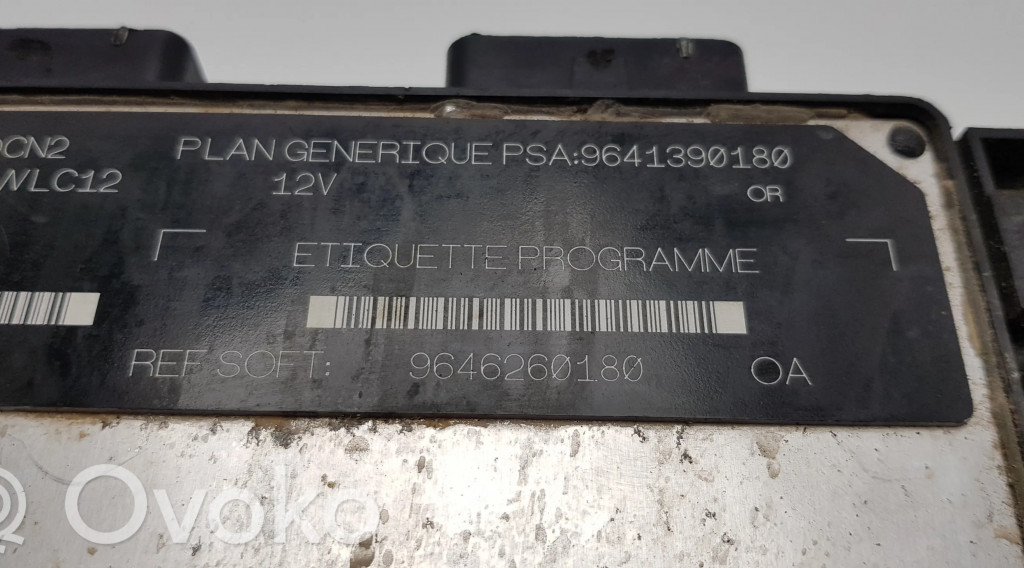 DCN2 PLAN GENERIQUE PSA:9641390180
WLC12 12V OR
ETIQUETTE PROGRAMME
REF SOFT: 9646260180 OA
Ovoko